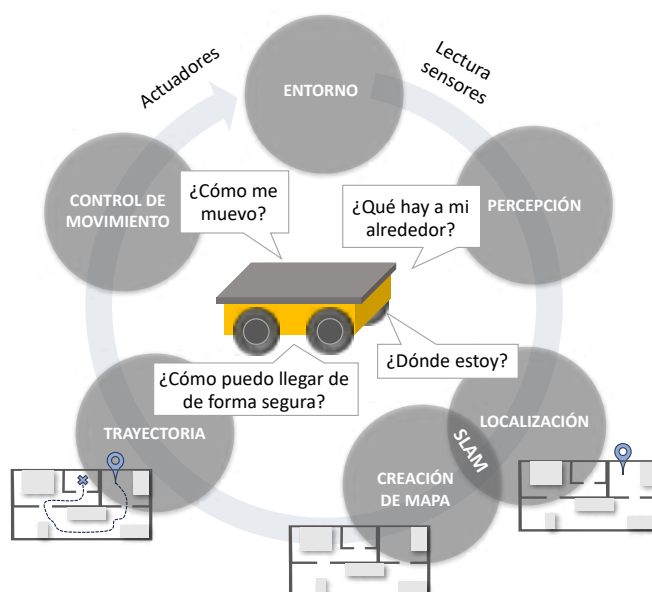 Actuadores
Lectura
sensores
ENTORNO
CONTROL DE
MOVIMIENTO
¿Cómo me
muevo?
¿Qué hay a mi
alrededor?
PERCEPCIÓN
¿Dónde estoy?
¿Cómo puedo llegar de
de forma segura?
TRAYECTORIA
LOCALIZACIÓN
SLAM
CREACIÓN
DE MAPA